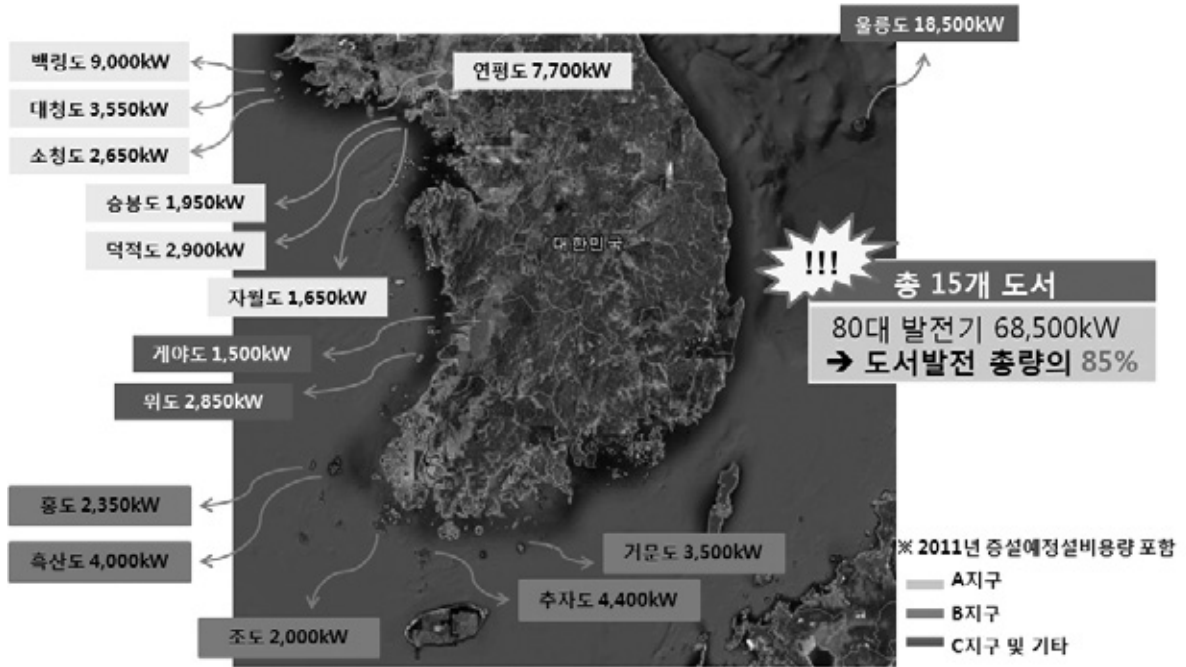 울릉도 18,500kW
백령도 9,000kW
연평도 7,700kW
대청도 3,550kW
소청도 2,650kW
승봉도 1,950kW
덕적도 2,900kW
대한민국
!!!
총 15개 도서
자월도 1,650kW
80대 발전기 68,500kW
➔ 도서발전 총량의 85%
게야도 1,500kW
위도 2,850kW
홍도 2,350kW
흑산도 4,000kW
거문도 3,500kW
추자도 4,400kW
조도 2,000kW
※ 2011년 증설예정설비용량 포함
A지구
B지구
C지구 및 기타